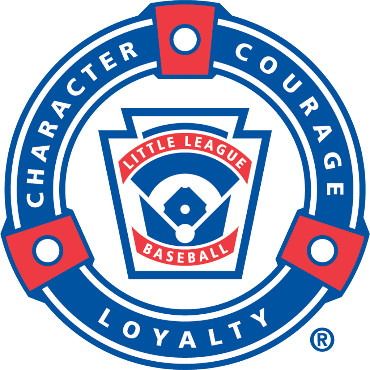 CHARACTER
COURAGE
LITTLE LEAGUE
BASEBALL
LOYALTY
®